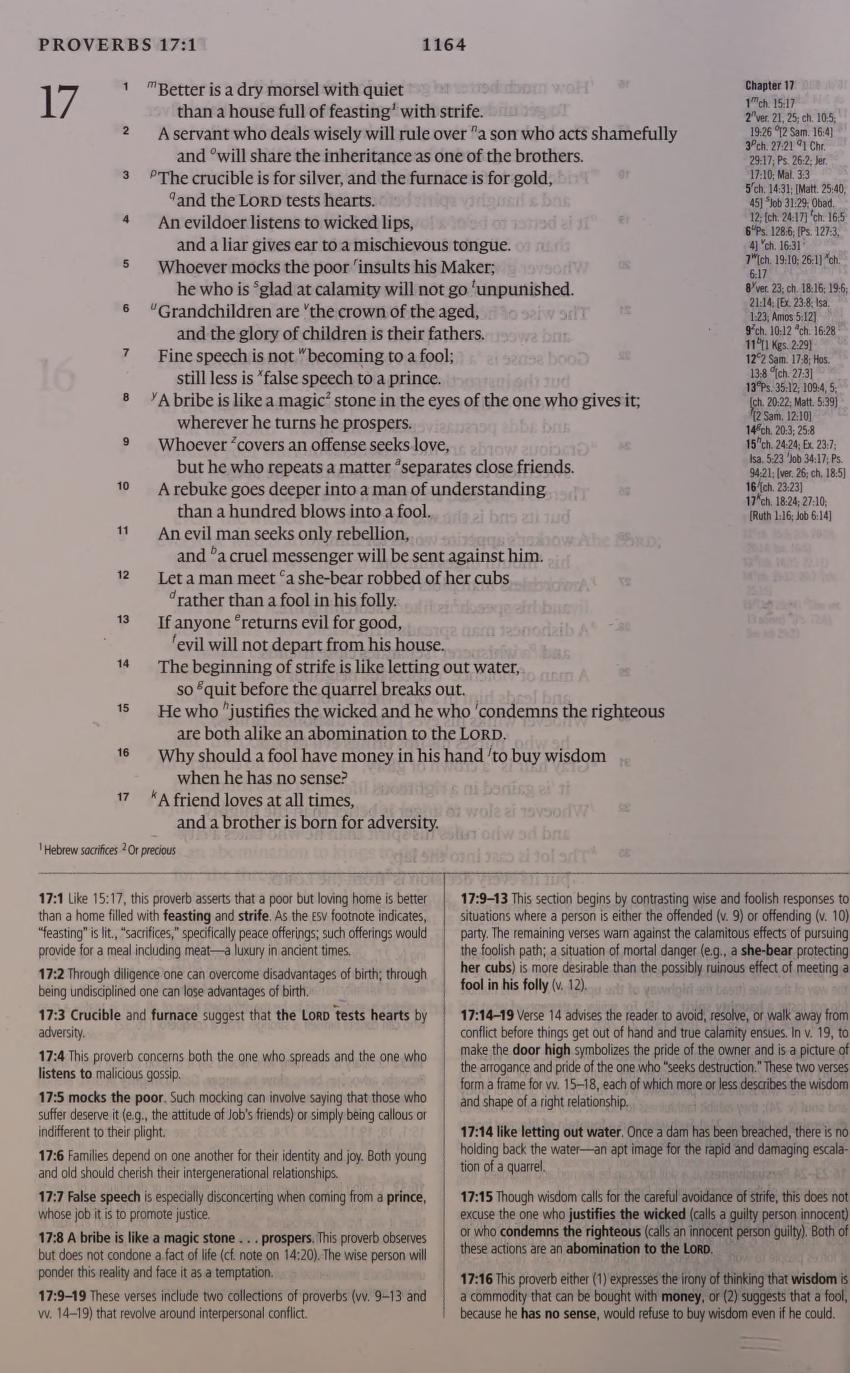 PROVERBS 17:1 1164
17
1 mBetter is a dry morsel with quiet
than a house full of feasting1 with strife.
2 A servant who deals wisely will rule over na son who acts shamefully
and owill share the inheritance as one of the brothers.
3 pThe crucible is for silver, and the furnace is for gold,
qand the LORD tests hearts.
4 An evildoer listens to wicked lips,
and a liar gives ear to a mischievous tongue.
5 Whoever mocks the poor rinsults his Maker;
he who is sglad at calamity will not go tunpunished.
6 uGrandchildren are vthe crown of the aged,
and the glory of children is their fathers.
7 Fine speech is not wbecoming to a fool;
still less is xfalse speech to a prince.
8 yA bribe is like a magic2 stone in the eyes of the one who gives it;
wherever he turns he prospers.
9 Whoever zcovers an offense seeks love,
but he who repeats a matter aseparates close friends.
10 A rebuke goes deeper into a man of understanding
than a hundred blows into a fool.
11 An evil man seeks only rebellion,
and ba cruel messenger will be sent against him.
12 Let a man meet ca she-bear robbed of her cubs
drather than a fool in his folly.
13 If anyone ereturns evil for good,
fevil will not depart from his house.
14 The beginning of strife is like letting out water,
so gquit before the quarrel breaks out.
15 He who hjustifies the wicked and he who icondemns the righteous
are both alike an abomination to the LORD.
16 Why should a fool have money in his hand jto buy wisdom
when he has no sense?
17 kA friend loves at all times,
and a brother is born for adversity.
1 Hebrew sacrifices 2 Or precious
Chapter 17
1 m ch. 15:17
2 n ver. 21, 25; ch. 10:5;
19:26 o [2 Sam. 16:4]
3 p ch. 27:21 q 1 Chr.
29:17; Ps. 26:2; Jer.
17:10; Mal. 3:3
5 r ch. 14:31; [Matt. 25:40,
45] s Job 31:29; Obad.
12; [ch. 24:17] t ch. 16:5
6 u Ps. 128:6; [Ps. 127:3,
4] v ch. 16:31
7 w [ch. 19:10; 26:1] x ch.
6:17
8 y ver. 23; ch. 18:16; 19:6;
21:14; [Ex. 23:8; Isa.
1:23; Amos 5:12]
9 z ch. 10:12 a ch. 16:28
11 b [1 Kgs. 2:29]
12 c 2 Sam. 17:8; Hos.
13:8 d [ch. 27:3]
13 e Ps. 35:12; 109:4, 5;
[ch. 20:22; Matt. 5:39]
f [2 Sam. 12:10]
14 g ch. 20:3; 25:8
15 h ch. 24:24; Ex. 23:7;
Isa. 5:23 i Job 34:17; Ps.
94:21; [ver. 26; ch. 18:5]
16 j [ch. 23:23]
17 k ch. 18:24; 27:10;
[Ruth 1:16; Job 6:14]
17:1 Like 15:17, this proverb asserts that a poor but loving home is better
than a home filled with feasting and strife. As the ESV footnote indicates,
“feasting” is lit., “sacrifices,” specifically peace offerings; such offerings would
provide for a meal including meat—a luxury in ancient times.
17:2 Through diligence one can overcome disadvantages of birth; through
being undisciplined one can lose advantages of birth.
17:3 Crucible and furnace suggest that the LORD tests hearts by
adversity.
17:4 This proverb concerns both the one who spreads and the one who
listens to malicious gossip.
17:5 mocks the poor. Such mocking can involve saying that those who
suffer deserve it (e.g., the attitude of Job's friends) or simply being callous or
indifferent to their plight.
17:6 Families depend on one another for their identity and joy. Both young
and old should cherish their intergenerational relationships.
17:7 False speech is especially disconcerting when coming from a prince,
whose job it is to promote justice.
17:8 A bribe is like a magic stone . . . prospers. This proverb observes
but does not condone a fact of life (cf. note on 14:20). The wise person will
ponder this reality and face it as a temptation.
17:9–19 These verses include two collections of proverbs (vv. 9–13 and
vv. 14–19) that revolve around interpersonal conflict.
17:9–13 This section begins by contrasting wise and foolish responses to
situations where a person is either the offended (v. 9) or offending (v. 10)
party. The remaining verses warn against the calamitous effects of pursuing
the foolish path; a situation of mortal danger (e.g., a she-bear protecting
her cubs) is more desirable than the possibly ruinous effect of meeting a
fool in his folly (v. 12).
17:14–19 Verse 14 advises the reader to avoid, resolve, or walk away from
conflict before things get out of hand and true calamity ensues. In v. 19, to
make the door high symbolizes the pride of the owner and is a picture of
the arrogance and pride of the one who “seeks destruction.” These two verses
form a frame for vv. 15–18, each of which more or less describes the wisdom
and shape of a right relationship.
17:14 like letting out water. Once a dam has been breached, there is no
holding back the water—an apt image for the rapid and damaging escala-
tion of a quarrel.
17:15 Though wisdom calls for the careful avoidance of strife, this does not
excuse the one who justifies the wicked (calls a guilty person innocent)
or who condemns the righteous (calls an innocent person guilty). Both of
these actions are an abomination to the LORD.
17:16 This proverb either (1) expresses the irony of thinking that wisdom is
a commodity that can be bought with money, or (2) suggests that a fool,
because he has no sense, would refuse to buy wisdom even if he could.